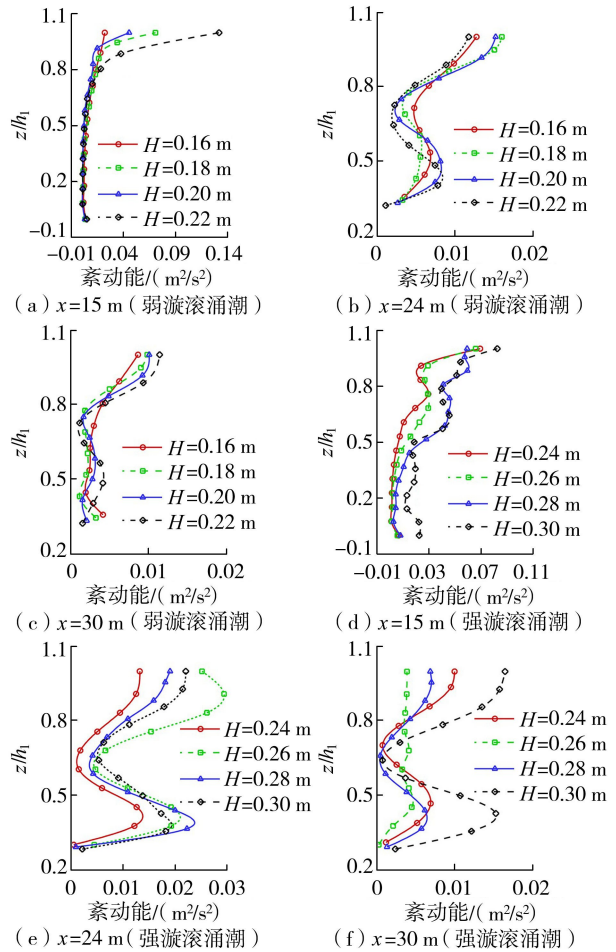 1.1
0.8
0.5
0.2
−0.1
z/h₁
−0.01 0.04 0.09 0.14
紊动能/( m²/s²)
H=0.16 m
H=0.18 m
H=0.20 m
H=0.22 m
( a ) x=15 m ( 弱漩滚涌潮 )
1.1
0.8
0.5
0.2
z/h₁
0 0.01 0.02
紊动能/( m²/s²)
H=0.16 m
H=0.18 m
H=0.20 m
H=0.22 m
( b ) x=24 m ( 弱漩滚涌潮 )
1.1
0.8
0.5
0.2
z/h₁
0 0.01 0.02
紊动能/( m²/s²)
H=0.16 m
H=0.18 m
H=0.20 m
H=0.22 m
( c ) x=30 m ( 弱漩滚涌潮 )
1.1
0.8
0.5
0.2
−0.1
z/h₁
−0.01 0.03 0.07 0.11
紊动能/( m²/s²)
H=0.24 m
H=0.26 m
H=0.28 m
H=0.30 m
( d ) x=15 m ( 强漩滚涌潮 )
1.1
0.8
0.5
0.2
z/h₁
0 0.01 0.02 0.03
紊动能/( m²/s²)
H=0.24 m
H=0.26 m
H=0.28 m
H=0.30 m
( e ) x=24 m ( 强漩滚涌潮 )
1.1
0.8
0.5
0.2
z/h₁
0 0.01 0.02
紊动能/( m²/s²)
H=0.24 m
H=0.26 m
H=0.28 m
H=0.30 m
( f ) x=30 m ( 强漩滚涌潮 )